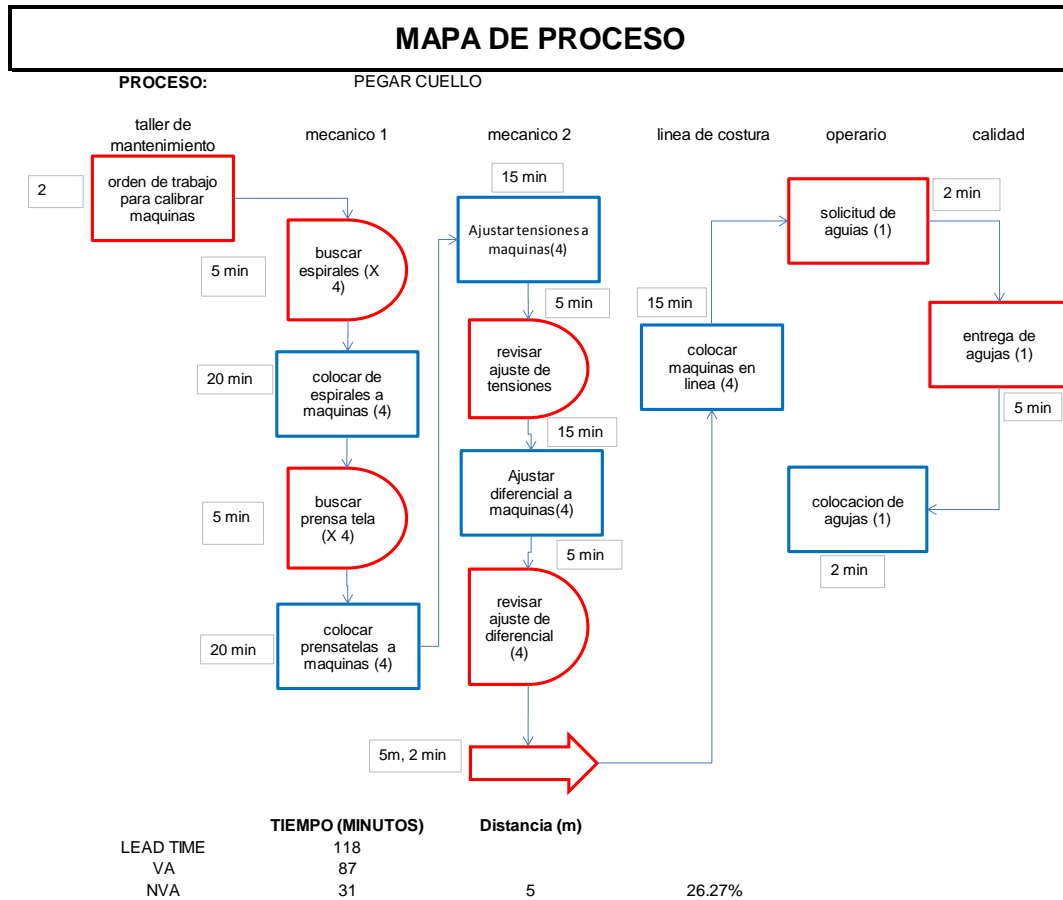 MAPA DE PROCESO
PROCESO: PEGAR CUELLO
taller de
mantenimiento
mecanico 1
mecanico 2
linea de costura
operario
calidad
2
orden de trabajo
para calibrar
maquinas
5 min
buscar
espirales (X
4)
20 min
colocar de
espirales a
maquinas (4)
5 min
buscar
prensa tela
(X 4)
20 min
colocar
prensatelas a
maquinas (4)
15 min
Ajustar tensiones a
maquinas(4)
5 min
revisar
ajuste de
tensiones
15 min
Ajustar
diferencial a
maquinas(4)
5 min
revisar
ajuste de
diferencial
(4)
5m, 2 min
15 min
colocar
maquinas en
linea (4)
2 min
solicitud de
aguias (1)
entrega de
agujas (1)
5 min
colocacion de
agujas (1)
2 min
TIEMPO (MINUTOS) Distancia (m)
LEAD TIME 118
VA 87
NVA 31 5 26.27%